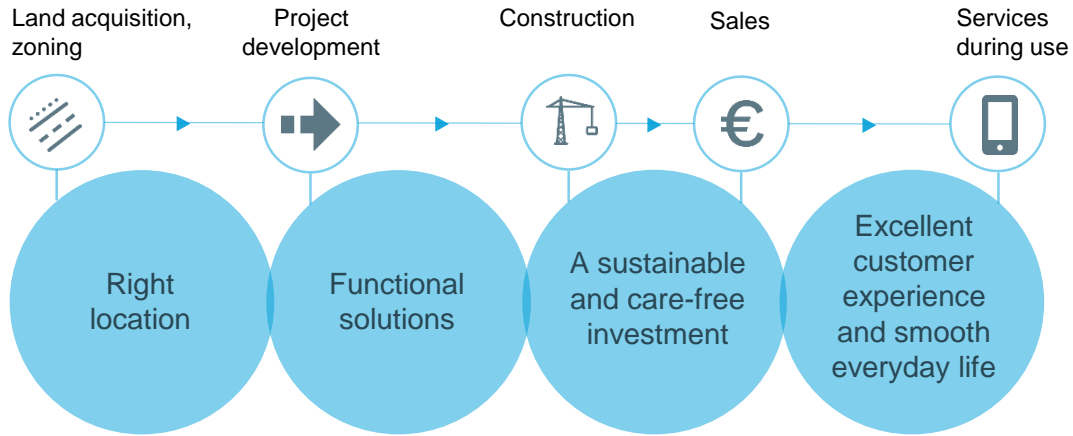 Land acquisition,
zoning
Project
development
Construction
Sales
Services
during use
€
Right
location
Functional
solutions
A sustainable
and care-free
investment
Excellent
customer
experience
and smooth
everyday life